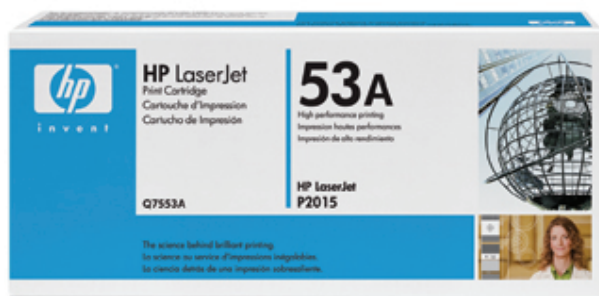 hp
invent
HP LaserJet
Print Cartridge
Cartouche d'Impression
Cartucho de Impresión
Q7553A
53A
High performance printing
Impression hautes performances
Impresión de alto rendimiento
HP LaserJet
P2015
The science behind brilliant printing.
La science au service d'impressions inégalables.
La ciencia detrás de una impresión sobresaliente.